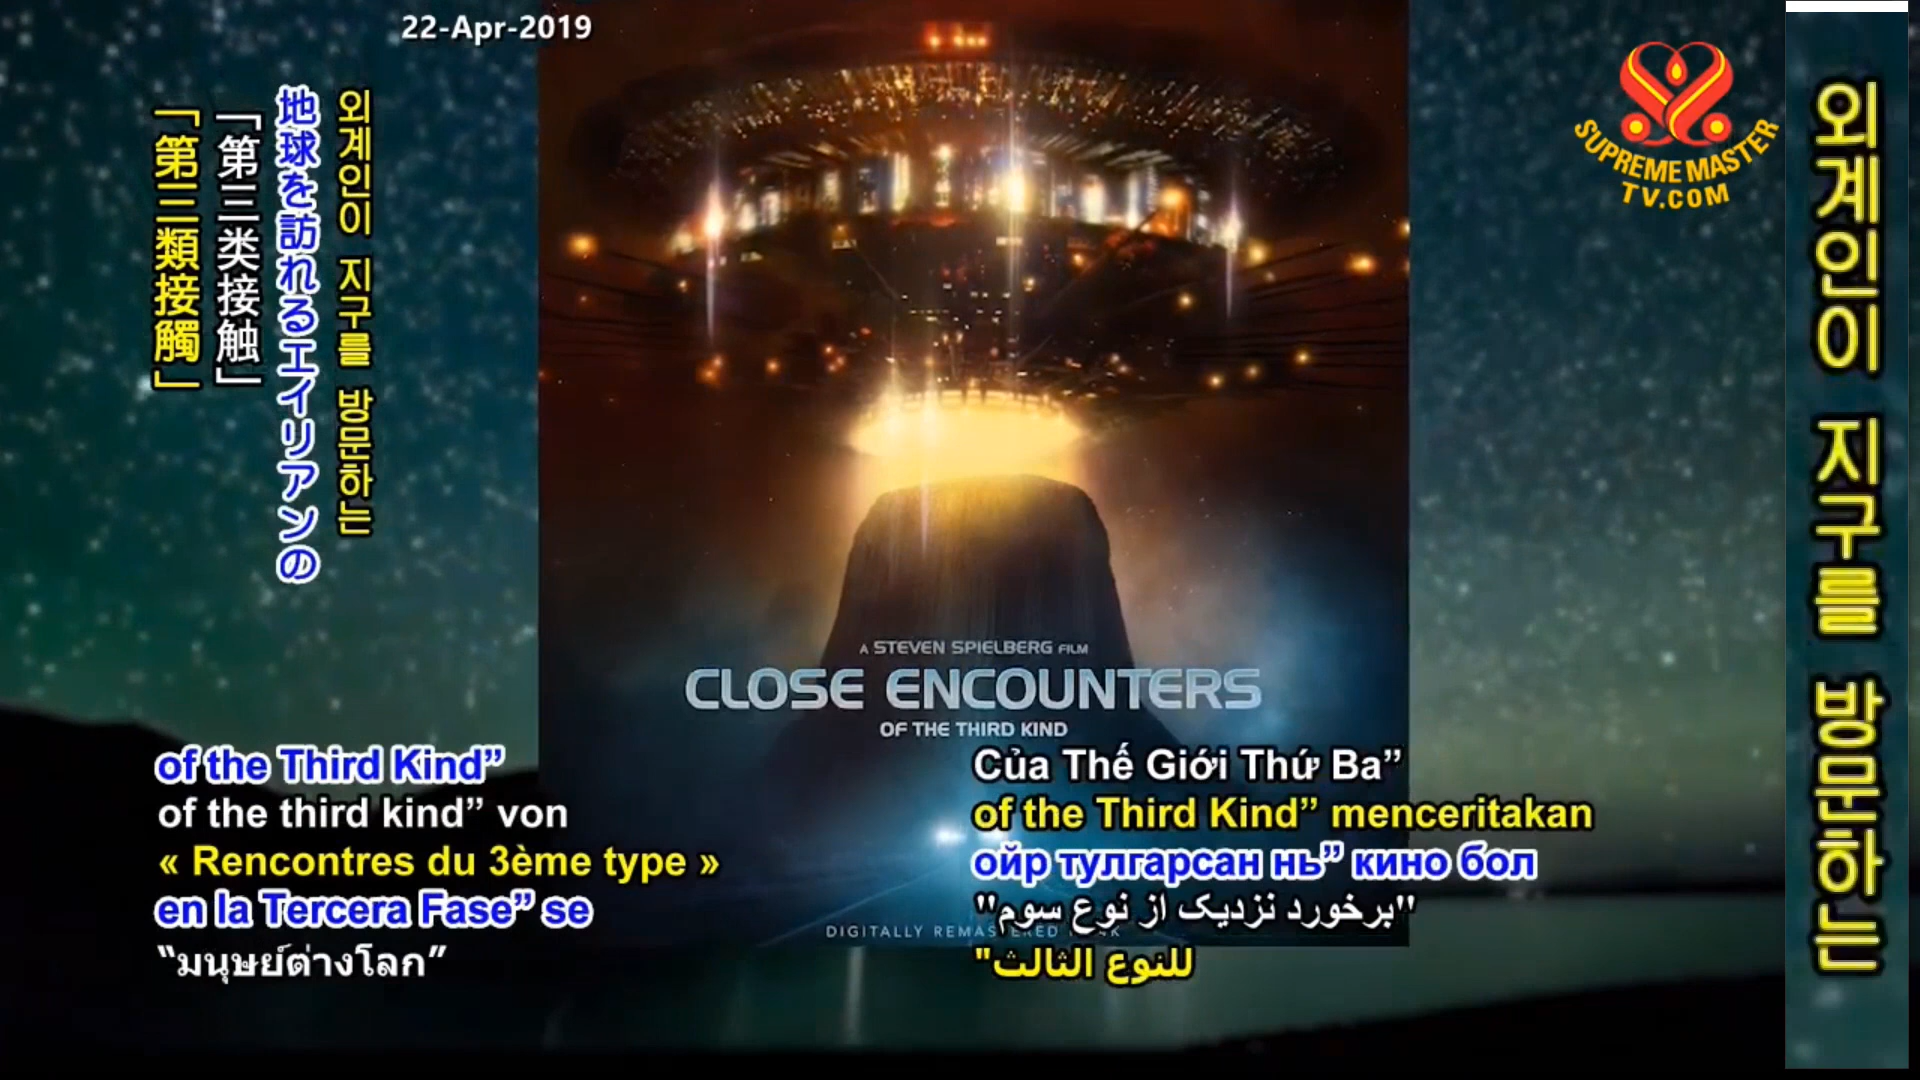 22-Apr-2019
SUPREME MASTER
TV.COM
외계인이 지구를 방문하는
외계인이 지구를 방문하는
地球を訪れるエイリアンの
「第三类接触」
「第三類接觸」
A STEVEN SPIELBERG FILM
CLOSE ENCOUNTERS
OF THE THIRD KIND
of the Third Kind”
of the third kind” von
« Rencontres du 3ème type »
en la Tercera Fase” se
“มนุษย์ต่างโลก”
Của Thế Giới Thứ Ba”
of the Third Kind” menceritakan
ойр тулгарсан нь” кино бол
"برخورد نزدیک از نوع سوم"
للنوع الثالث"
DIGITALLY REMASTERED 4K